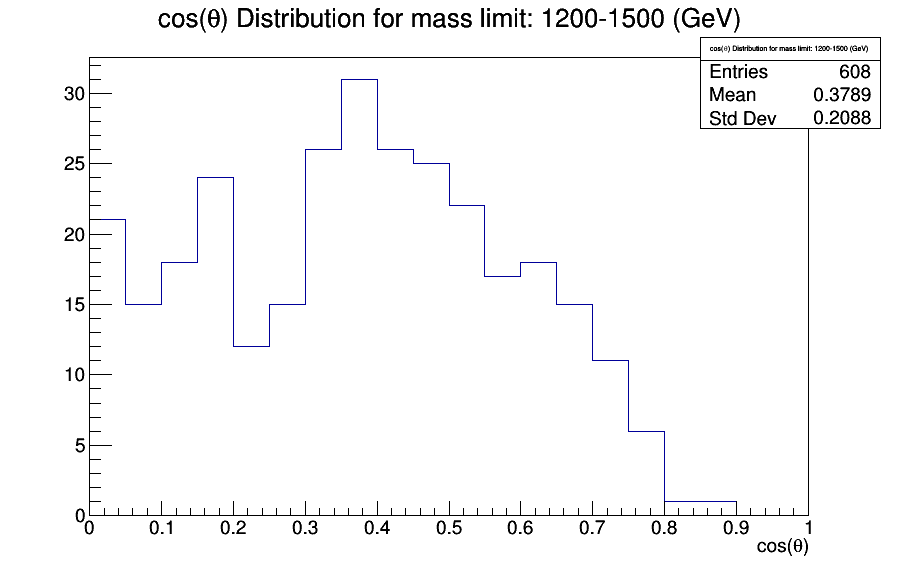 cos(θ) Distribution for mass limit: 1200-1500 (GeV)
cos(θ) Distribution for mass limit: 1200-1500 (GeV)
Entries 608
Mean 0.3789
Std Dev 0.2088
30
25
20
15
10
5
0
0 0.1 0.2 0.3 0.4 0.5 0.6 0.7 0.8 0.9 1
cos(θ)